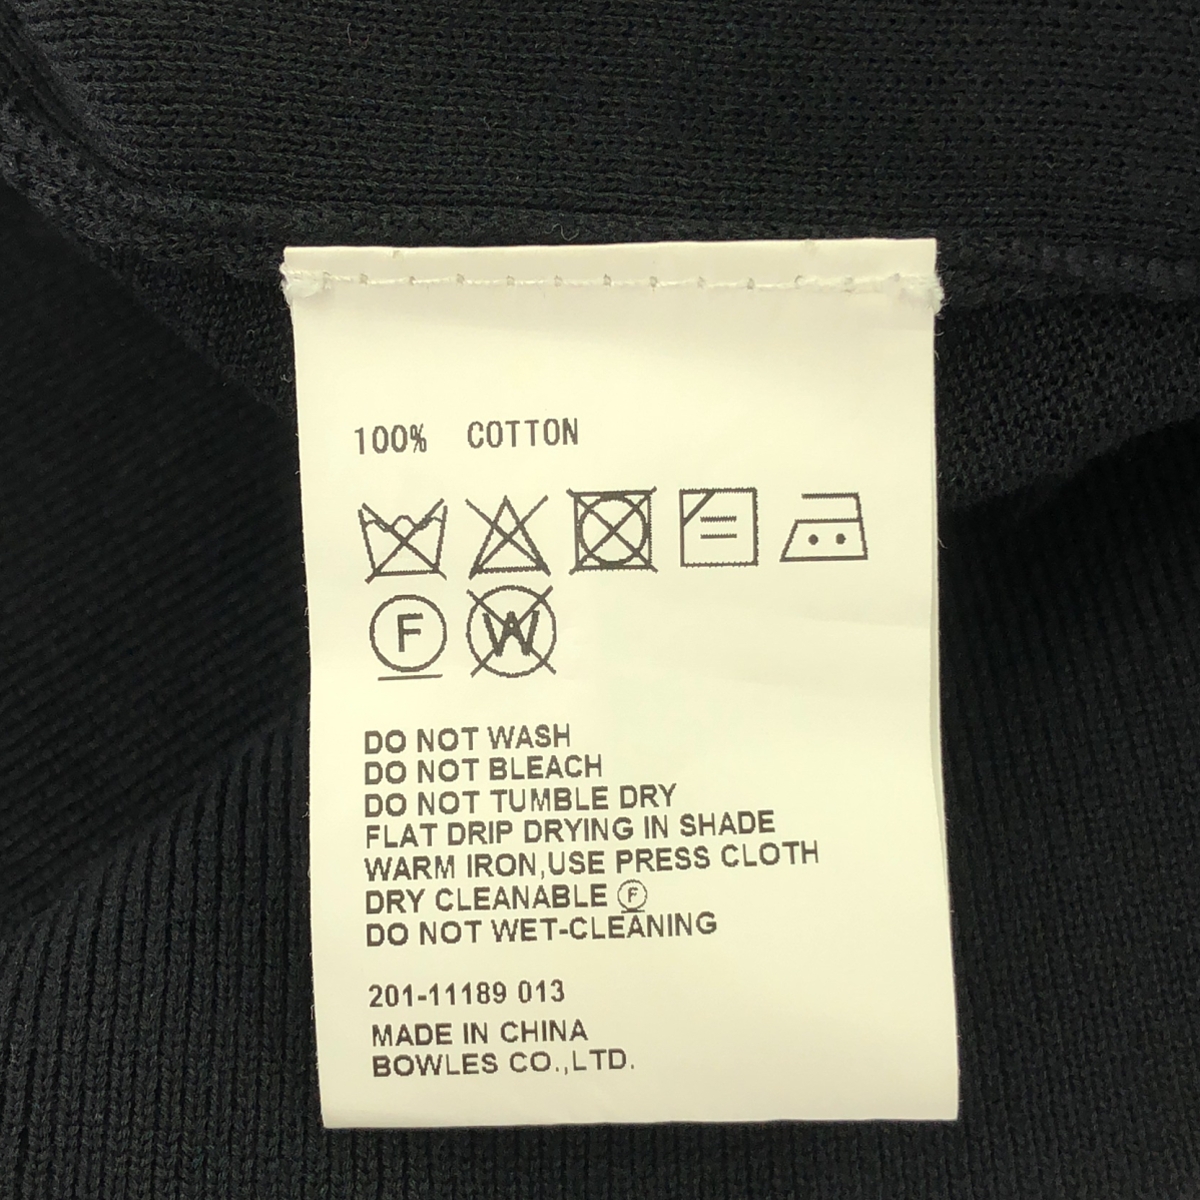 100% COTTON
F W
DO NOT WASH
DO NOT BLEACH
DO NOT TUMBLE DRY
FLAT DRIP DRYING IN SHADE
WARM IRON,USE PRESS CLOTH
DRY CLEANABLE Ⓕ
DO NOT WET-CLEANING
201-11189 013
MADE IN CHINA
BOWLES CO.,LTD.